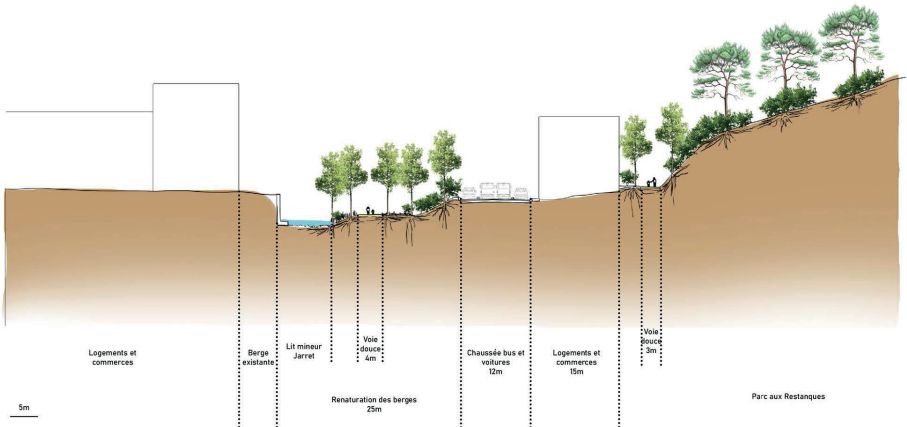 Logements et
commerces
Berge
existante
Lit mineur
Jarret
Voie
douce
4m
Chaussée bus et
voitures
12m
Logements et
commerces
15m
Voie
douce
3m
Renaturation des berges
25m
Parc aux Restanques
5m